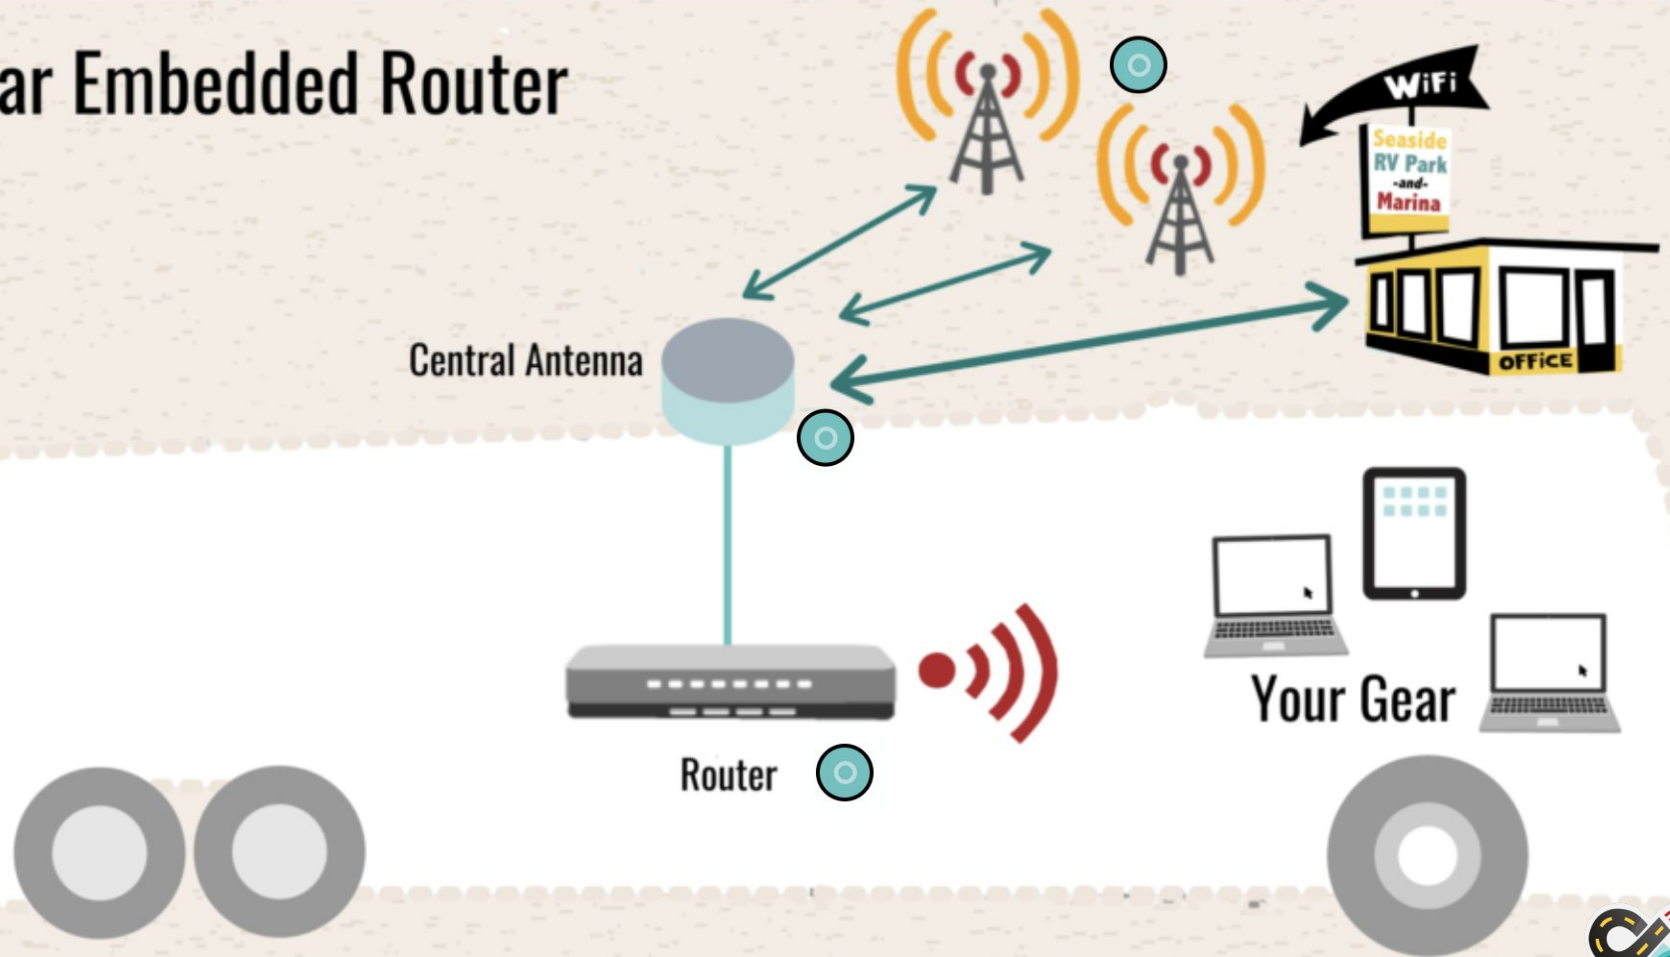 ar Embedded Router
WiFi
Seaside
RV Park
-and-
Marina
Central Antenna
OFFiCE
Your Gear
Router